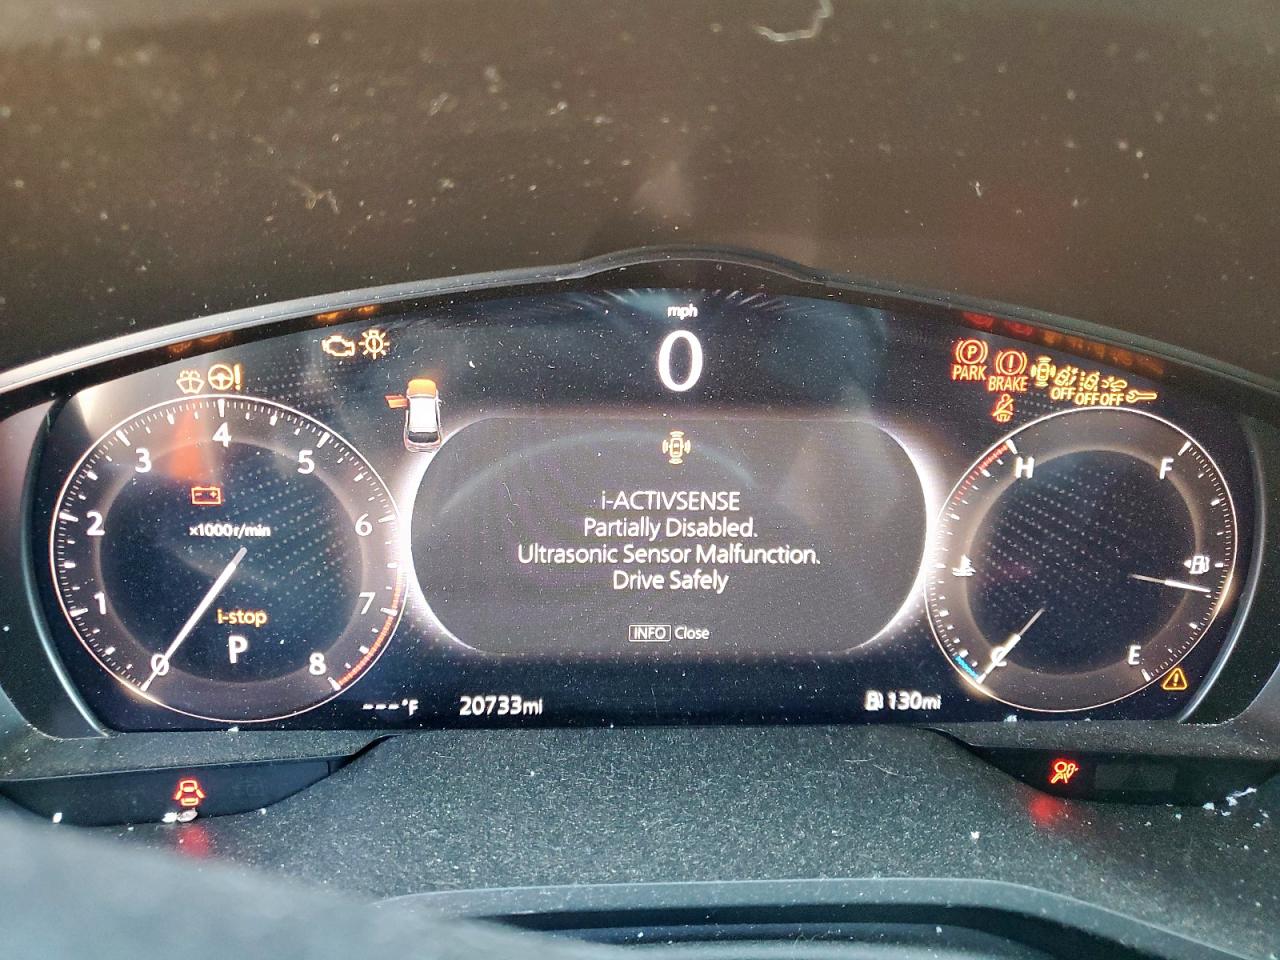 mph
0
PARK
BRAKE
OFF OFF OFF
4
3
5
2
6
1
7
0
8
x1000r/min
i-stop
P
i-ACTIVSENSE
Partially Disabled.
Ultrasonic Sensor Malfunction.
Drive Safely
INFO Close
H
F
C
E
---°F
20733mi
130mi